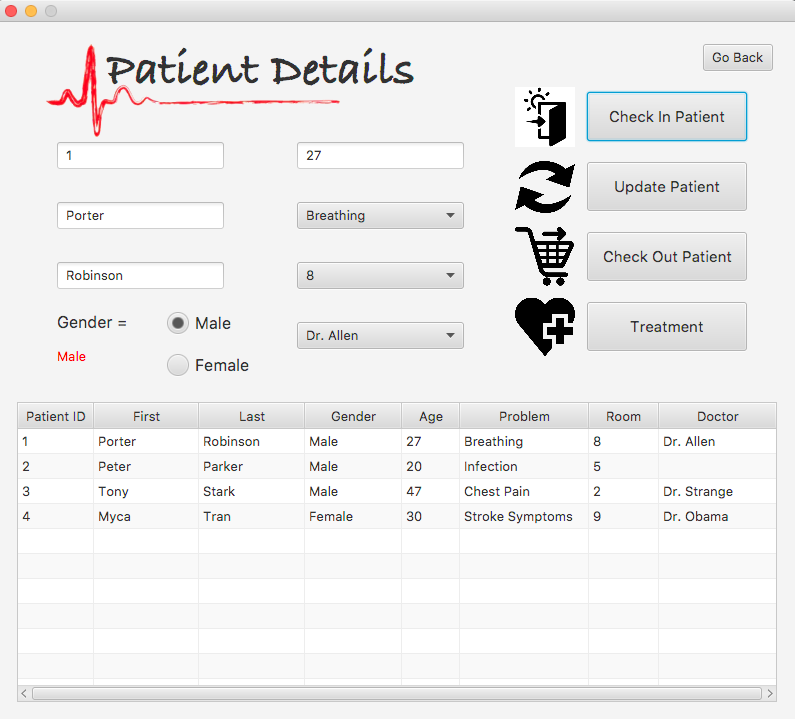 Patient Details
Go Back
Check In Patient
1 27
Update Patient
Porter Breathing
Check Out Patient
Robinson 8
Gender = Male
Dr. Allen
Treatment
Male
Female
Patient ID First Last Gender Age Problem Room Doctor
1 Porter Robinson Male 27 Breathing 8 Dr. Allen
2 Peter Parker Male 20 Infection 5
3 Tony Stark Male 47 Chest Pain 2 Dr. Strange
4 Myca Tran Female 30 Stroke Symptoms 9 Dr. Obama